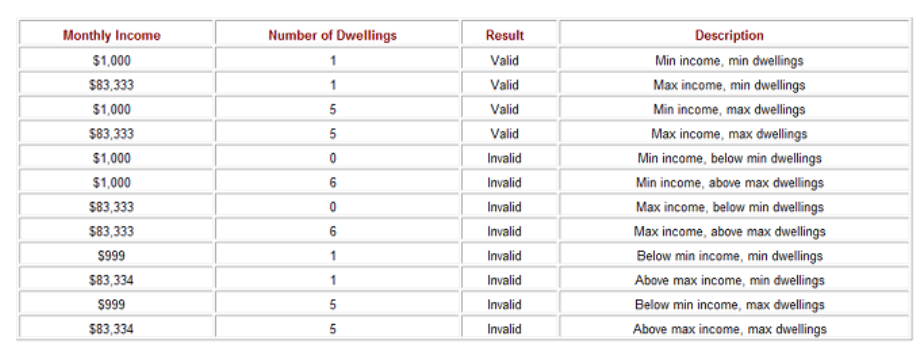 Monthly Income Number of Dwellings Result Description
$1,000 1 Valid Min income, min dwellings
$83,333 1 Valid Max income, min dwellings
$1,000 5 Valid Min income, max dwellings
$83,333 5 Valid Max income, max dwellings
$1,000 0 Invalid Min income, below min dwellings
$1,000 6 Invalid Min income, above max dwellings
$83,333 0 Invalid Max income, below min dwellings
$83,333 6 Invalid Max income, above max dwellings
$999 1 Invalid Below min income, min dwellings
$83,334 1 Invalid Above max income, min dwellings
$999 5 Invalid Below min income, max dwellings
$83,334 5 Invalid Above max income, max dwellings